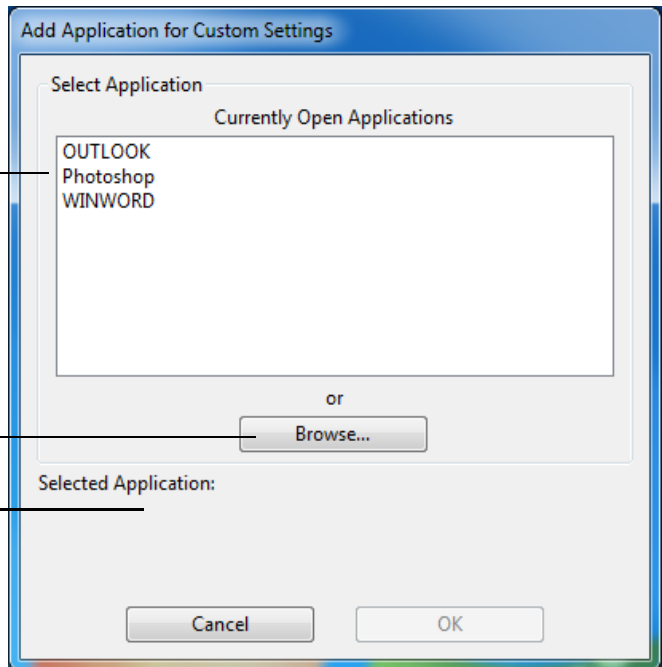 Add Application for Custom Settings
Select Application
Currently Open Applications
OUTLOOK
Photoshop
WINWORD
or
Browse...
Selected Application:
Cancel
OK